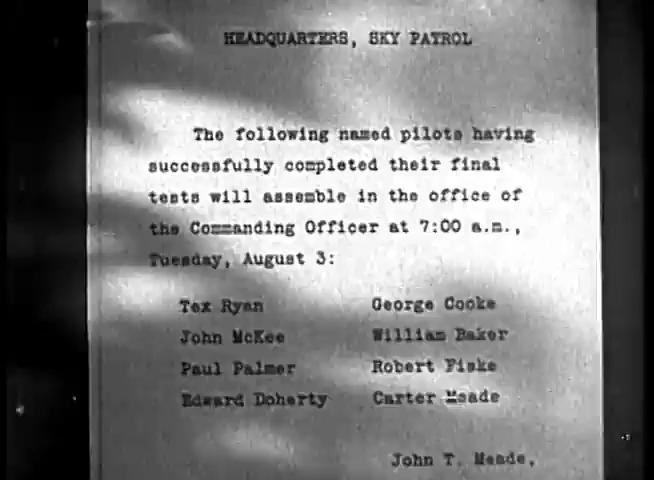 HEADQUARTERS, SKY PATROL
The following named pilots having
successfully completed their final
tests will assemble in the office of
the Commanding Officer at 7:00 a.m.,
Tuesday, August 3:
Tex Ryan George Cooke
John McKee William Baker
Paul Palmer Robert Fiske
Edward Doherty Carter Meade
John T. Meade,